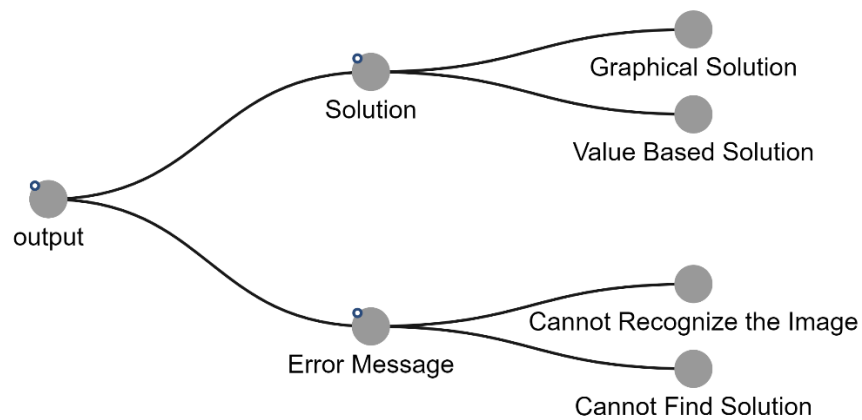 Graphical Solution
Solution
Value Based Solution
output
Cannot Recognize the Image
Error Message
Cannot Find Solution